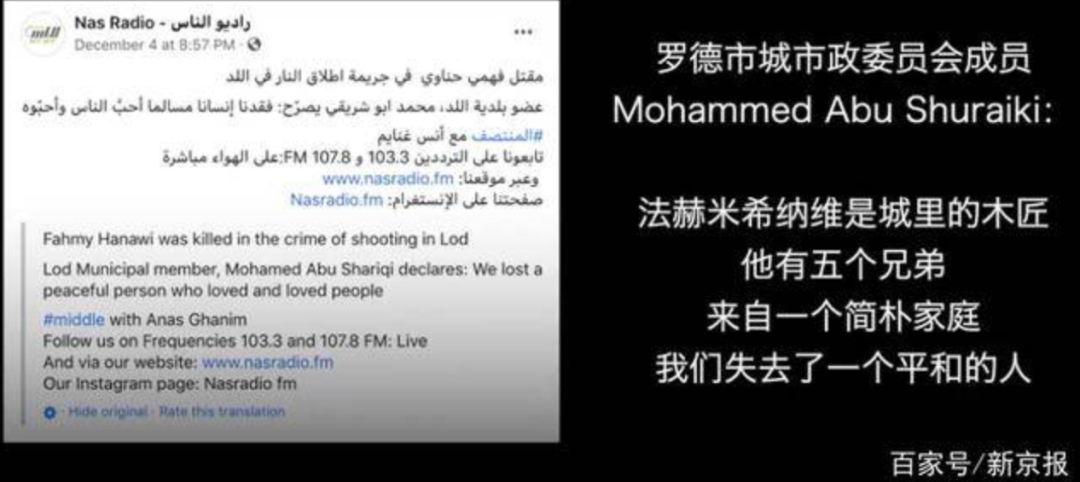 Nas Radio - راديو الناس
December 4 at 8:57 PM ·
مقتل فهمي حناوي في جريمة اطلاق النار في اللد
عضو بلدية اللد، محمد ابو شريقي يصرّح: فقدنا إنسانا مسالما أحبَّ الناس وأحبّوه
#المنتصف مع أنس غنايم
تابعونا على الترددين 103.3 و 107.8 FM:على الهواء مباشرة
وعبر موقعنا: www.nasradio.fm
صفحتنا على الإنستغرام: Nasradio.fm
Fahmy Hanawi was killed in the crime of shooting in Lod
Lod Municipal member, Mohamed Abu Shariqi declares: We lost a
peaceful person who loved and loved people
#middle with Anas Ghanim
Follow us on Frequencies 103.3 and 107.8 FM: Live
And via our website: www.nasradio.fm
Our Instagram page: Nasradio fm
· Hide original · Rate this translation
罗德市城市政委员会成员
Mohammed Abu Shuraiki:
法赫米希纳维是城里的木匠
他有五个兄弟
来自一个简朴家庭
我们失去了一个平和的人
百家号/新京报